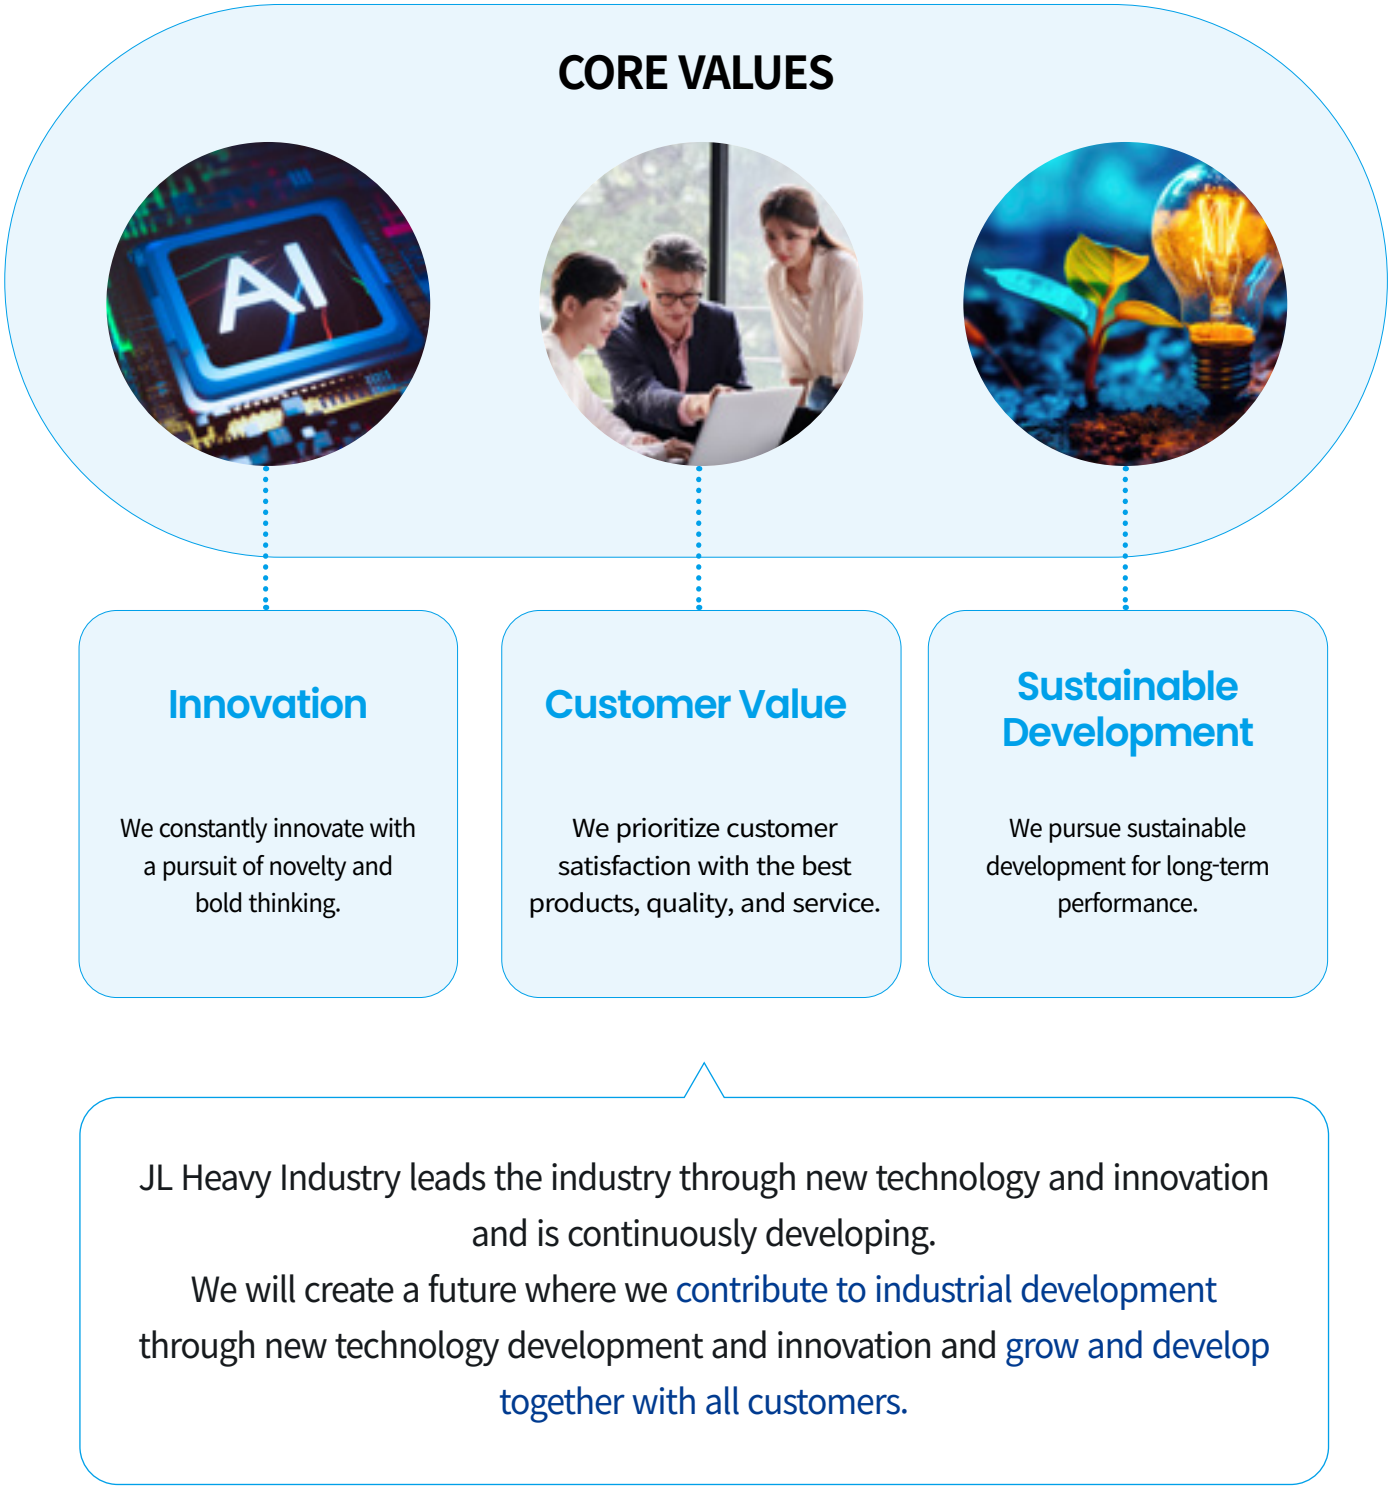 CORE VALUES
AI
Innovation
We constantly innovate with
a pursuit of novelty and
bold thinking.
Customer Value
We prioritize customer
satisfaction with the best
products, quality, and service.
Sustainable
Development
We pursue sustainable
development for long-term
performance.
JL Heavy Industry leads the industry through new technology and innovation
and is continuously developing.
We will create a future where we contribute to industrial development
through new technology development and innovation and grow and develop
together with all customers.